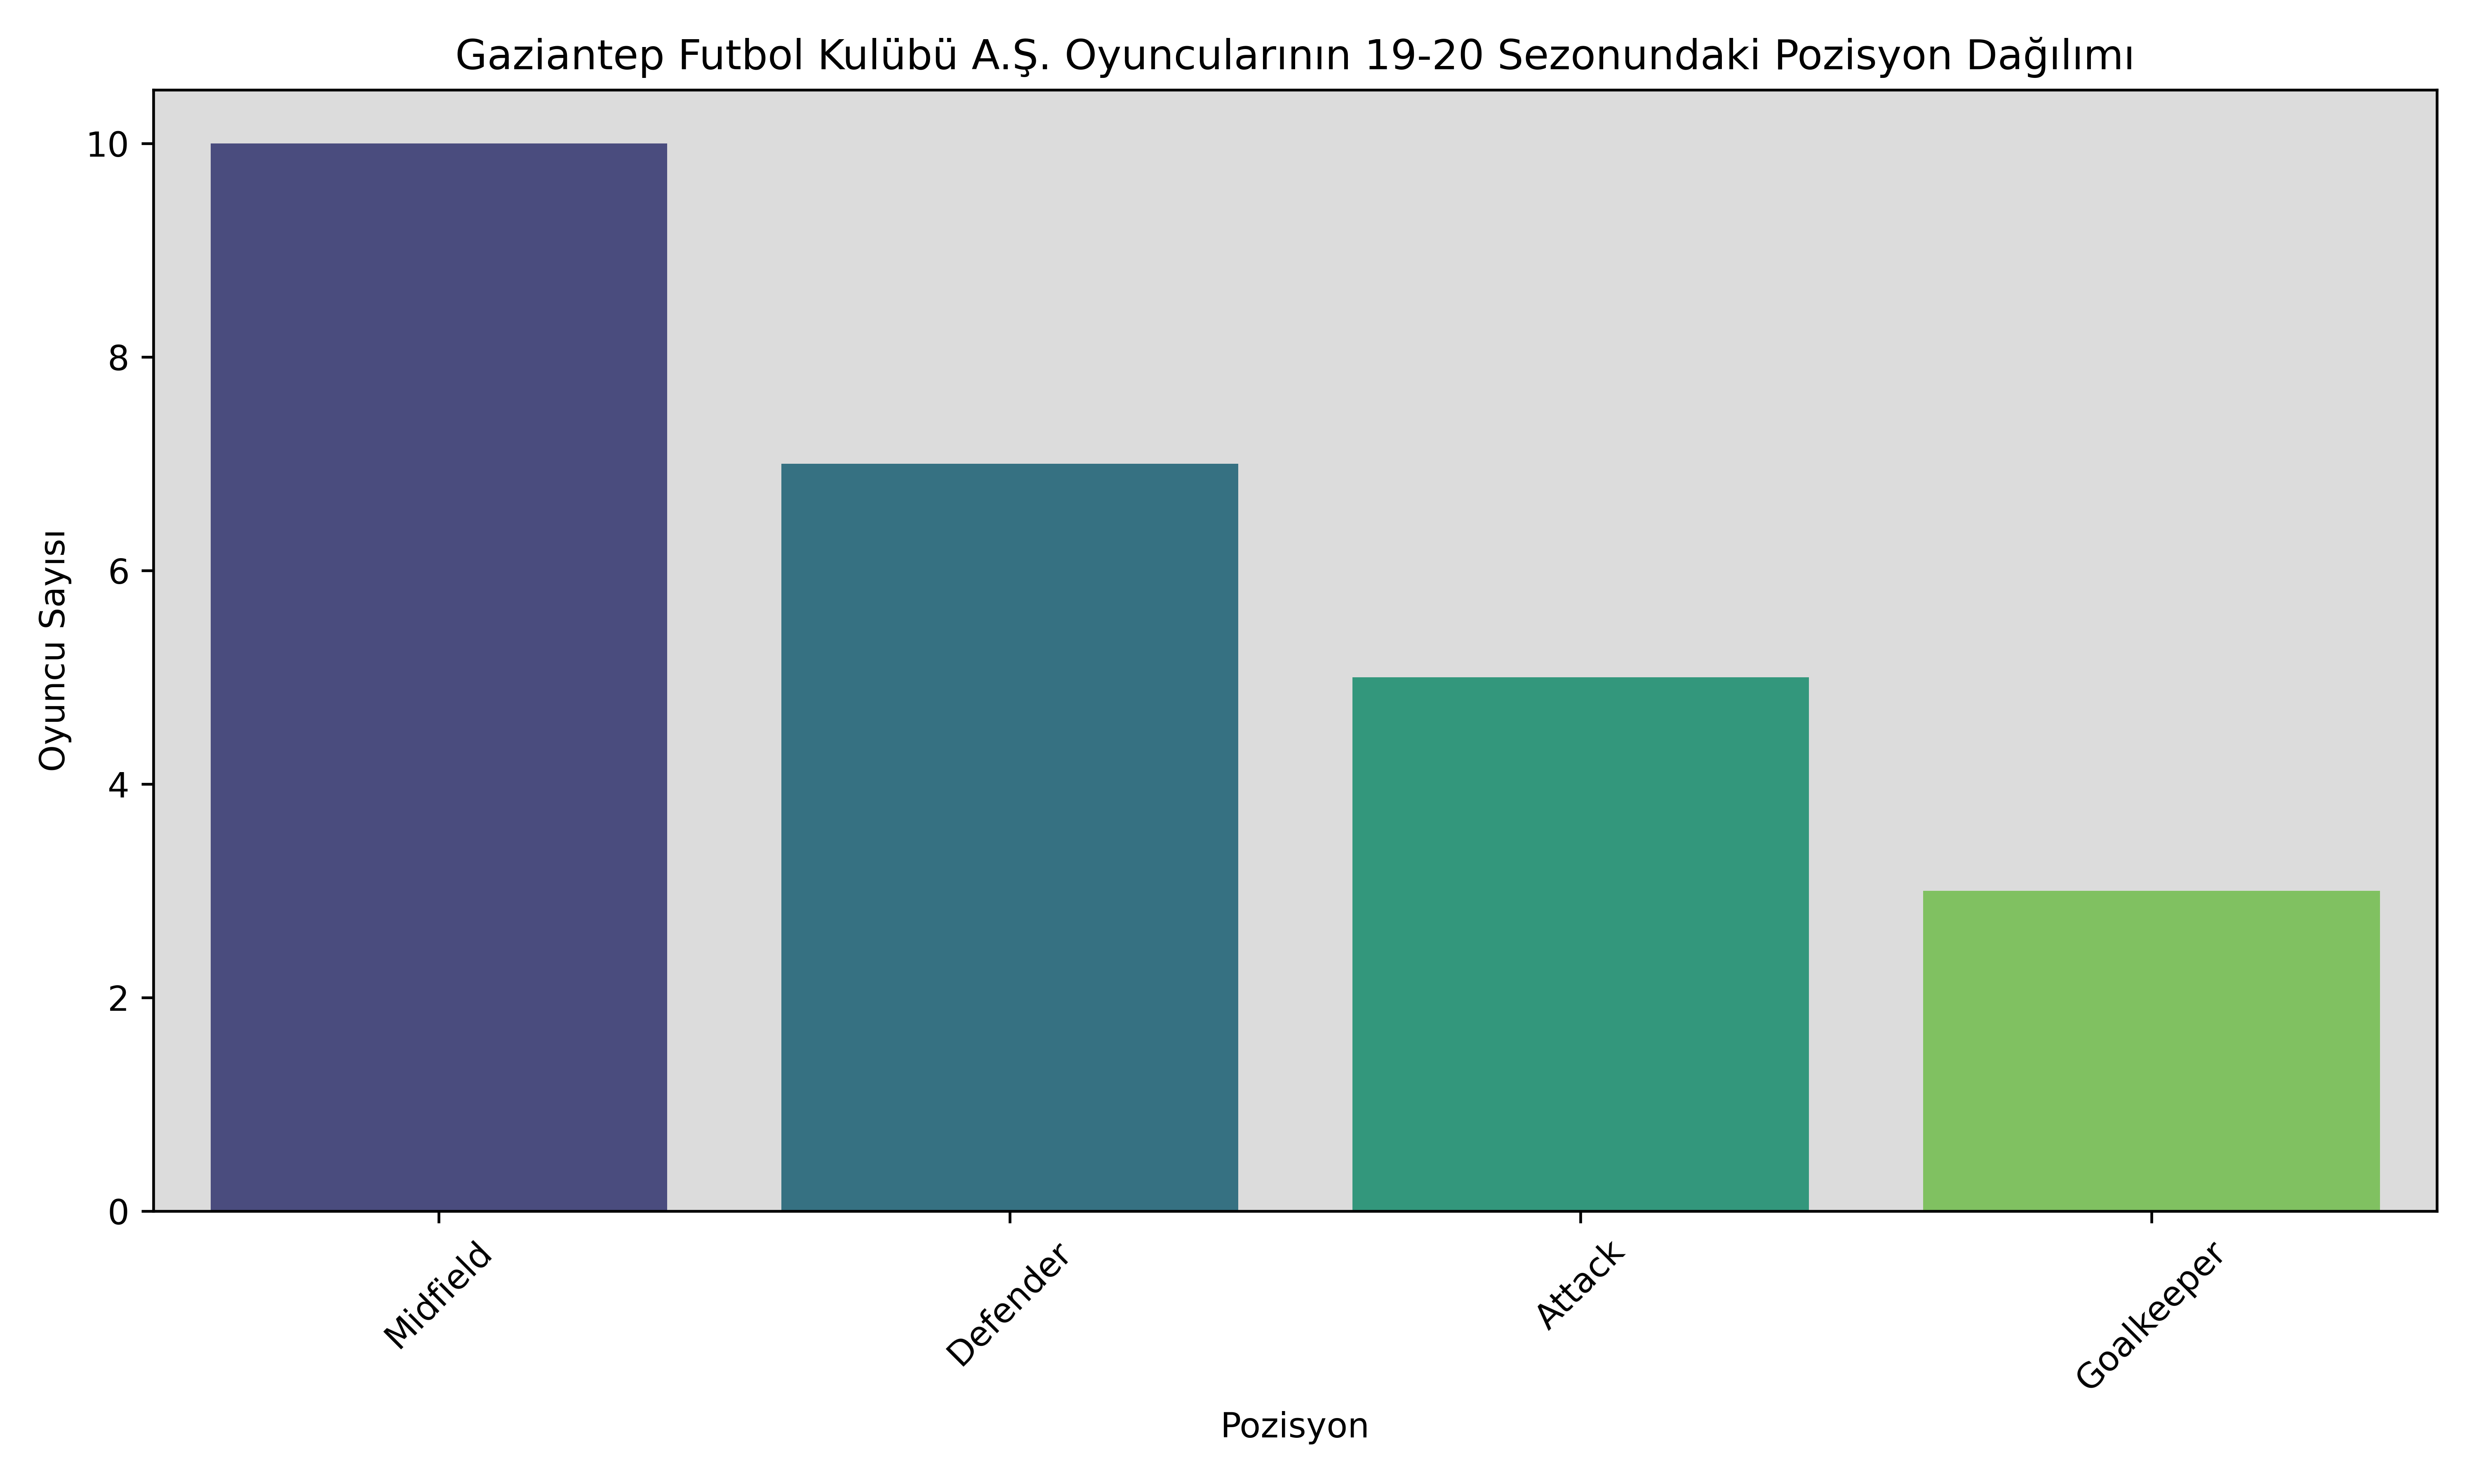 Gaziantep Futbol Kulübü A.Ş. Oyuncularının 19-20 Sezonundaki Pozisyon Dağılımı
Oyuncu Sayısı
10
8
6
4
2
0
Midfield
Defender
Attack
Goalkeeper
Pozisyon